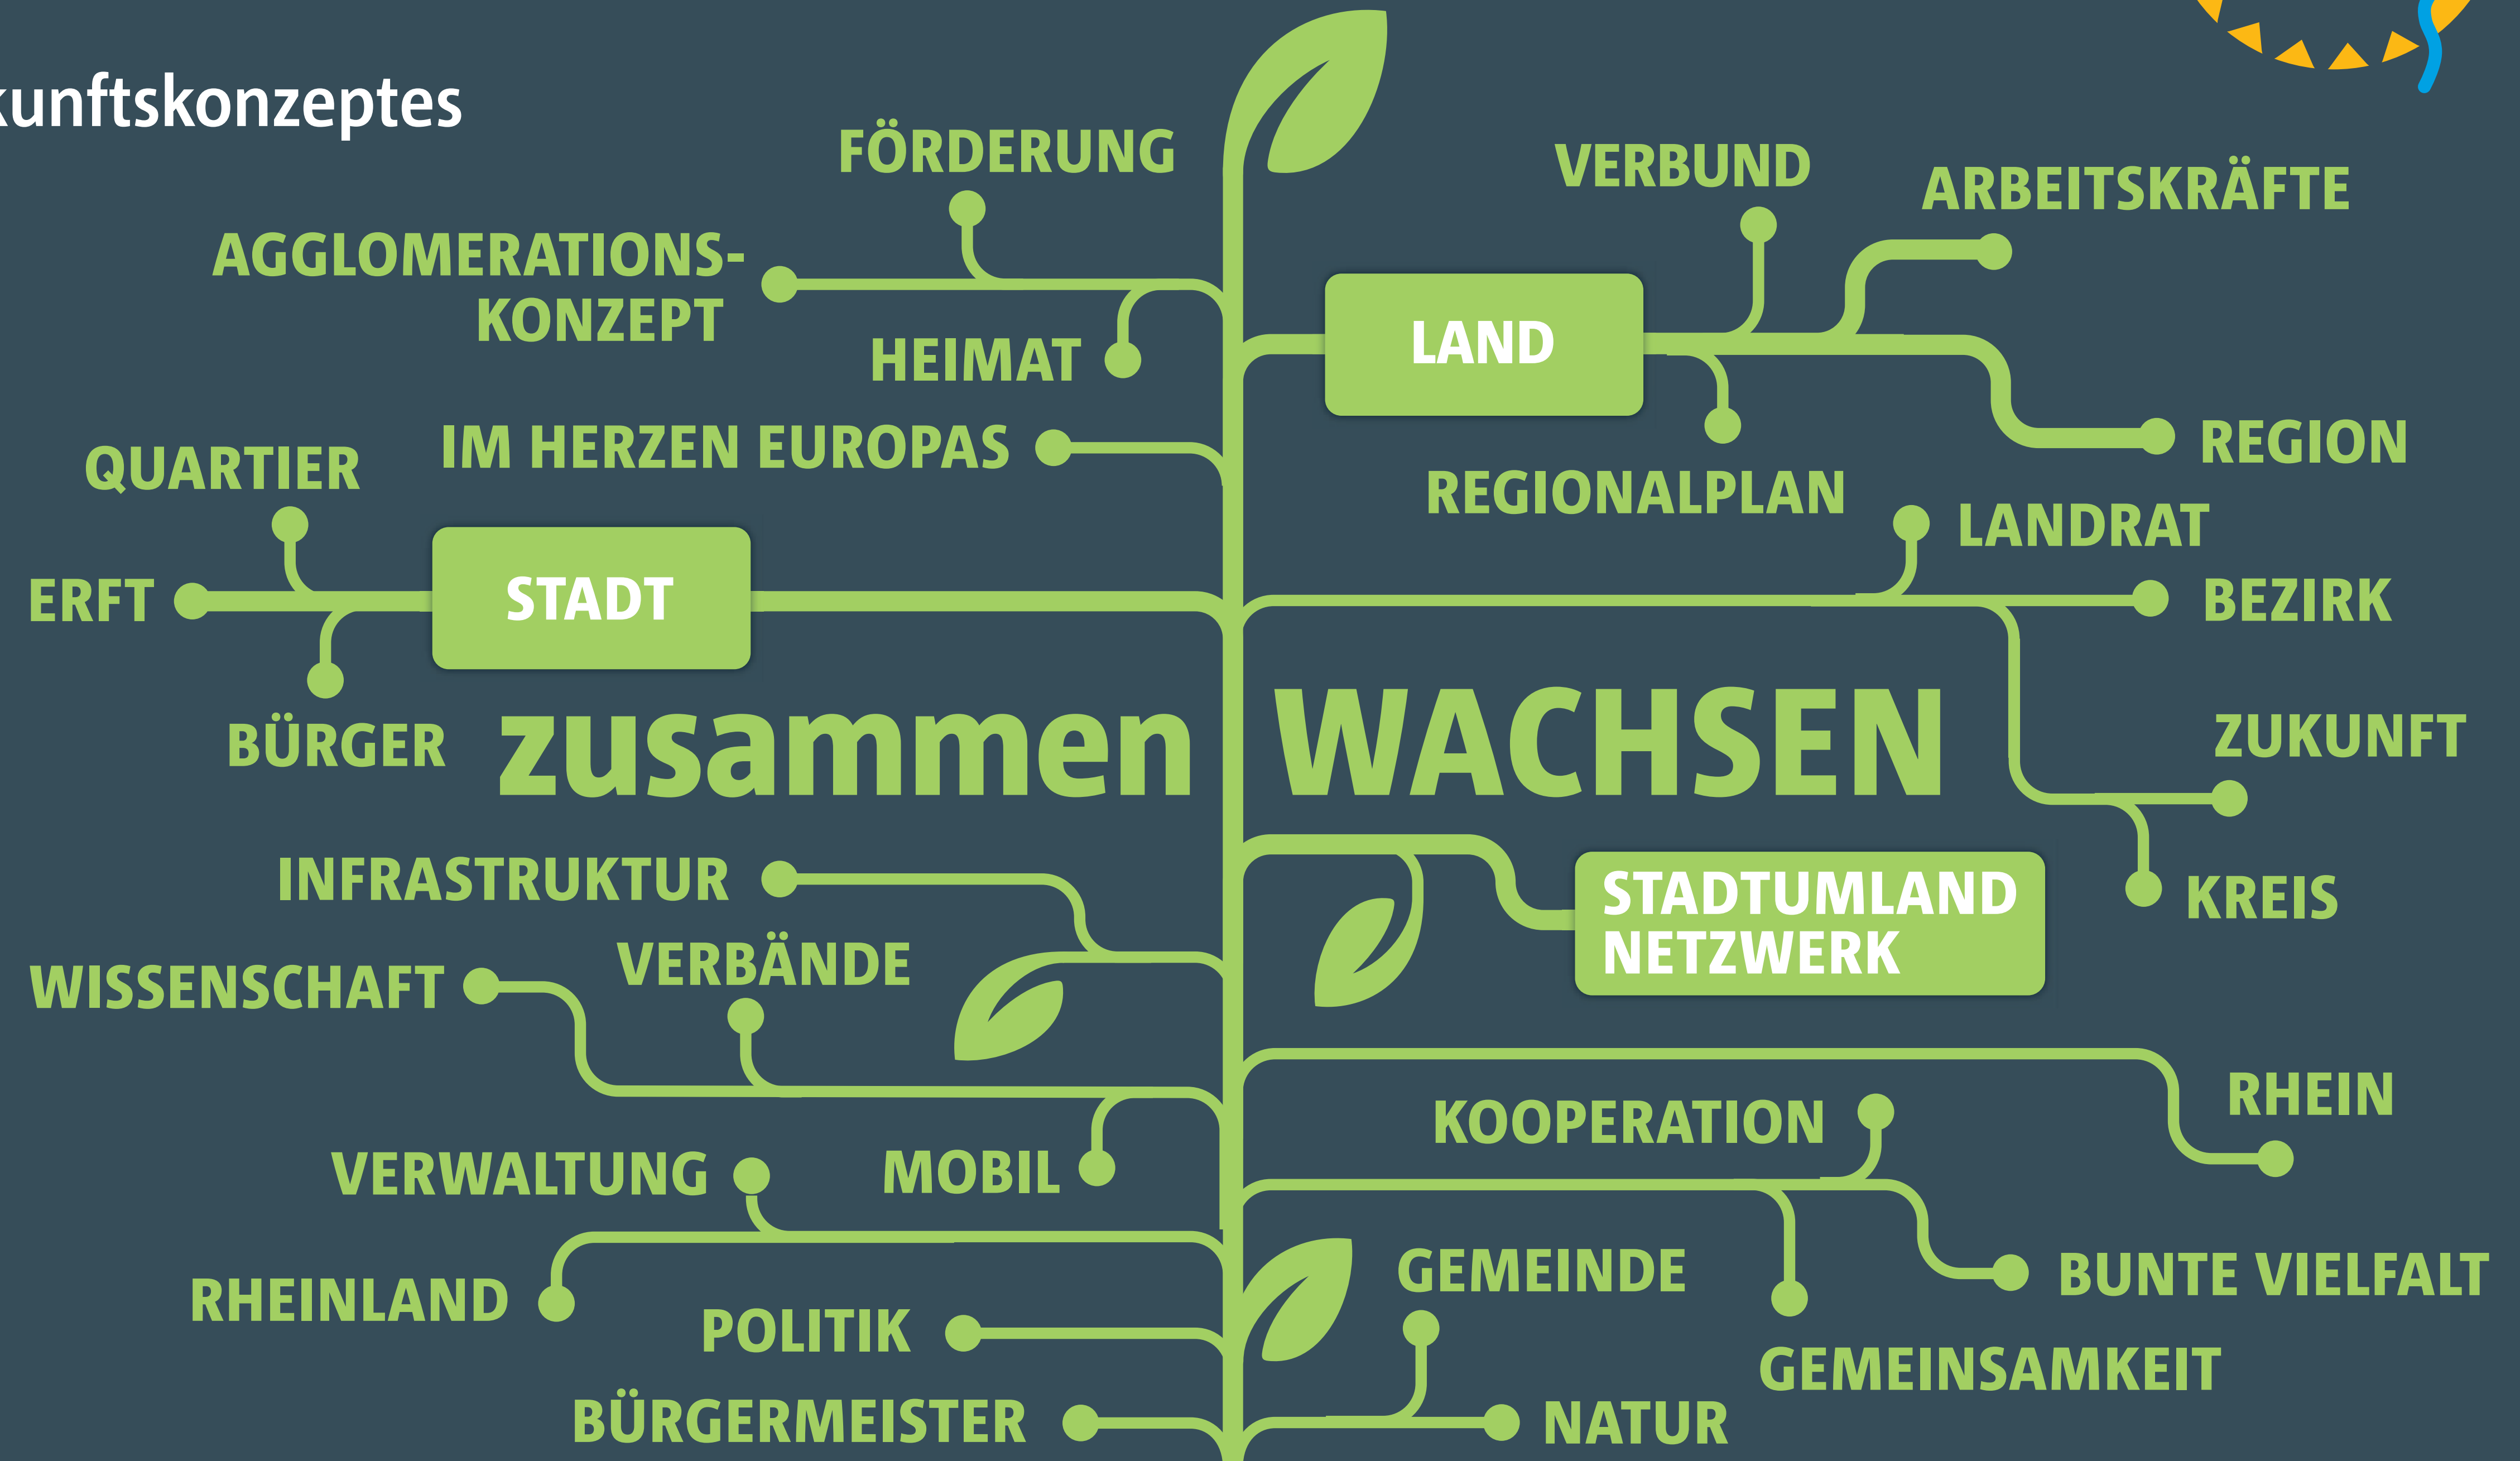 kunftskonzeptes
FÖRDERUNG
AGGLOMERATIONS-
KONZEPT
HEIMAT
IM HERZEN EUROPAS
QUARTIER
ERFT
STADT
BÜRGER
VERBUND
ARBEITSKRÄFTE
LAND
REGION
REGIONALPLAN
LANDRAT
BEZIRK
zusammen WACHSEN
ZUKUNFT
KREIS
STADTUMLAND
NETZWERK
INFRASTRUKTUR
VERBÄNDE
WISSENSCHAFT
VERWALTUNG
MOBIL
RHEINLAND
POLITIK
BÜRGERMEISTER
RHEIN
KOOPERATION
BUNTE VIELFALT
GEMEINDE
GEMEINSAMKEIT
NATUR